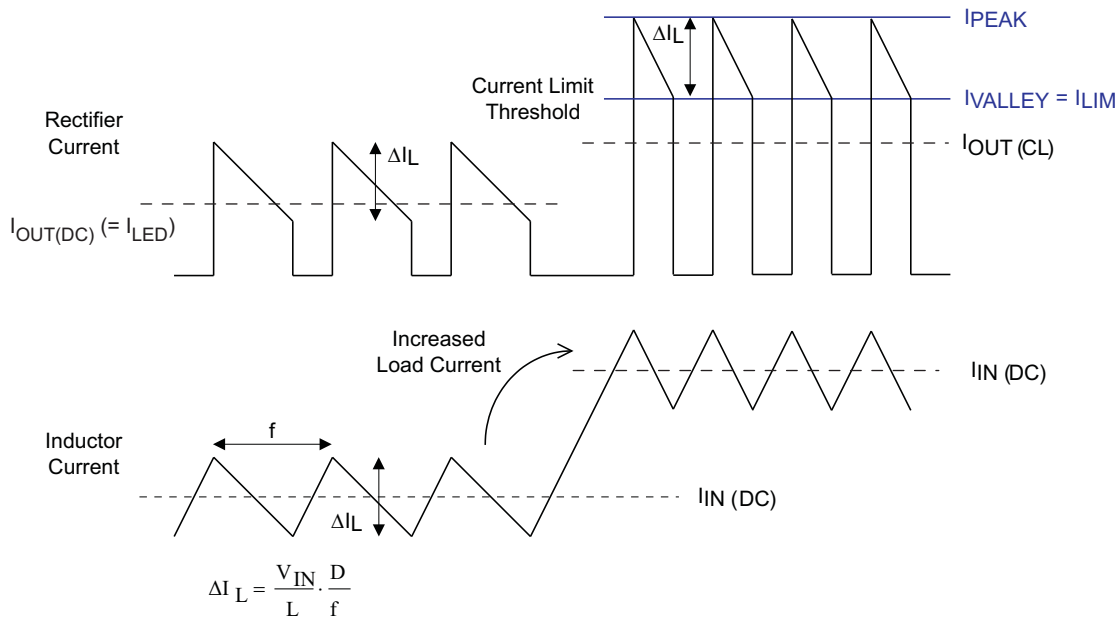 IPEAK
ΔIL
Current Limit
Threshold
IVALLEY = ILIM
Rectifier
Current
IOUT (CL)
ΔIL
IOUT(DC) (= ILED)
Increased
Load Current
IIN (DC)
f
Inductor
Current
ΔIL
IIN (DC)
ΔI L = VIN/L · D/f